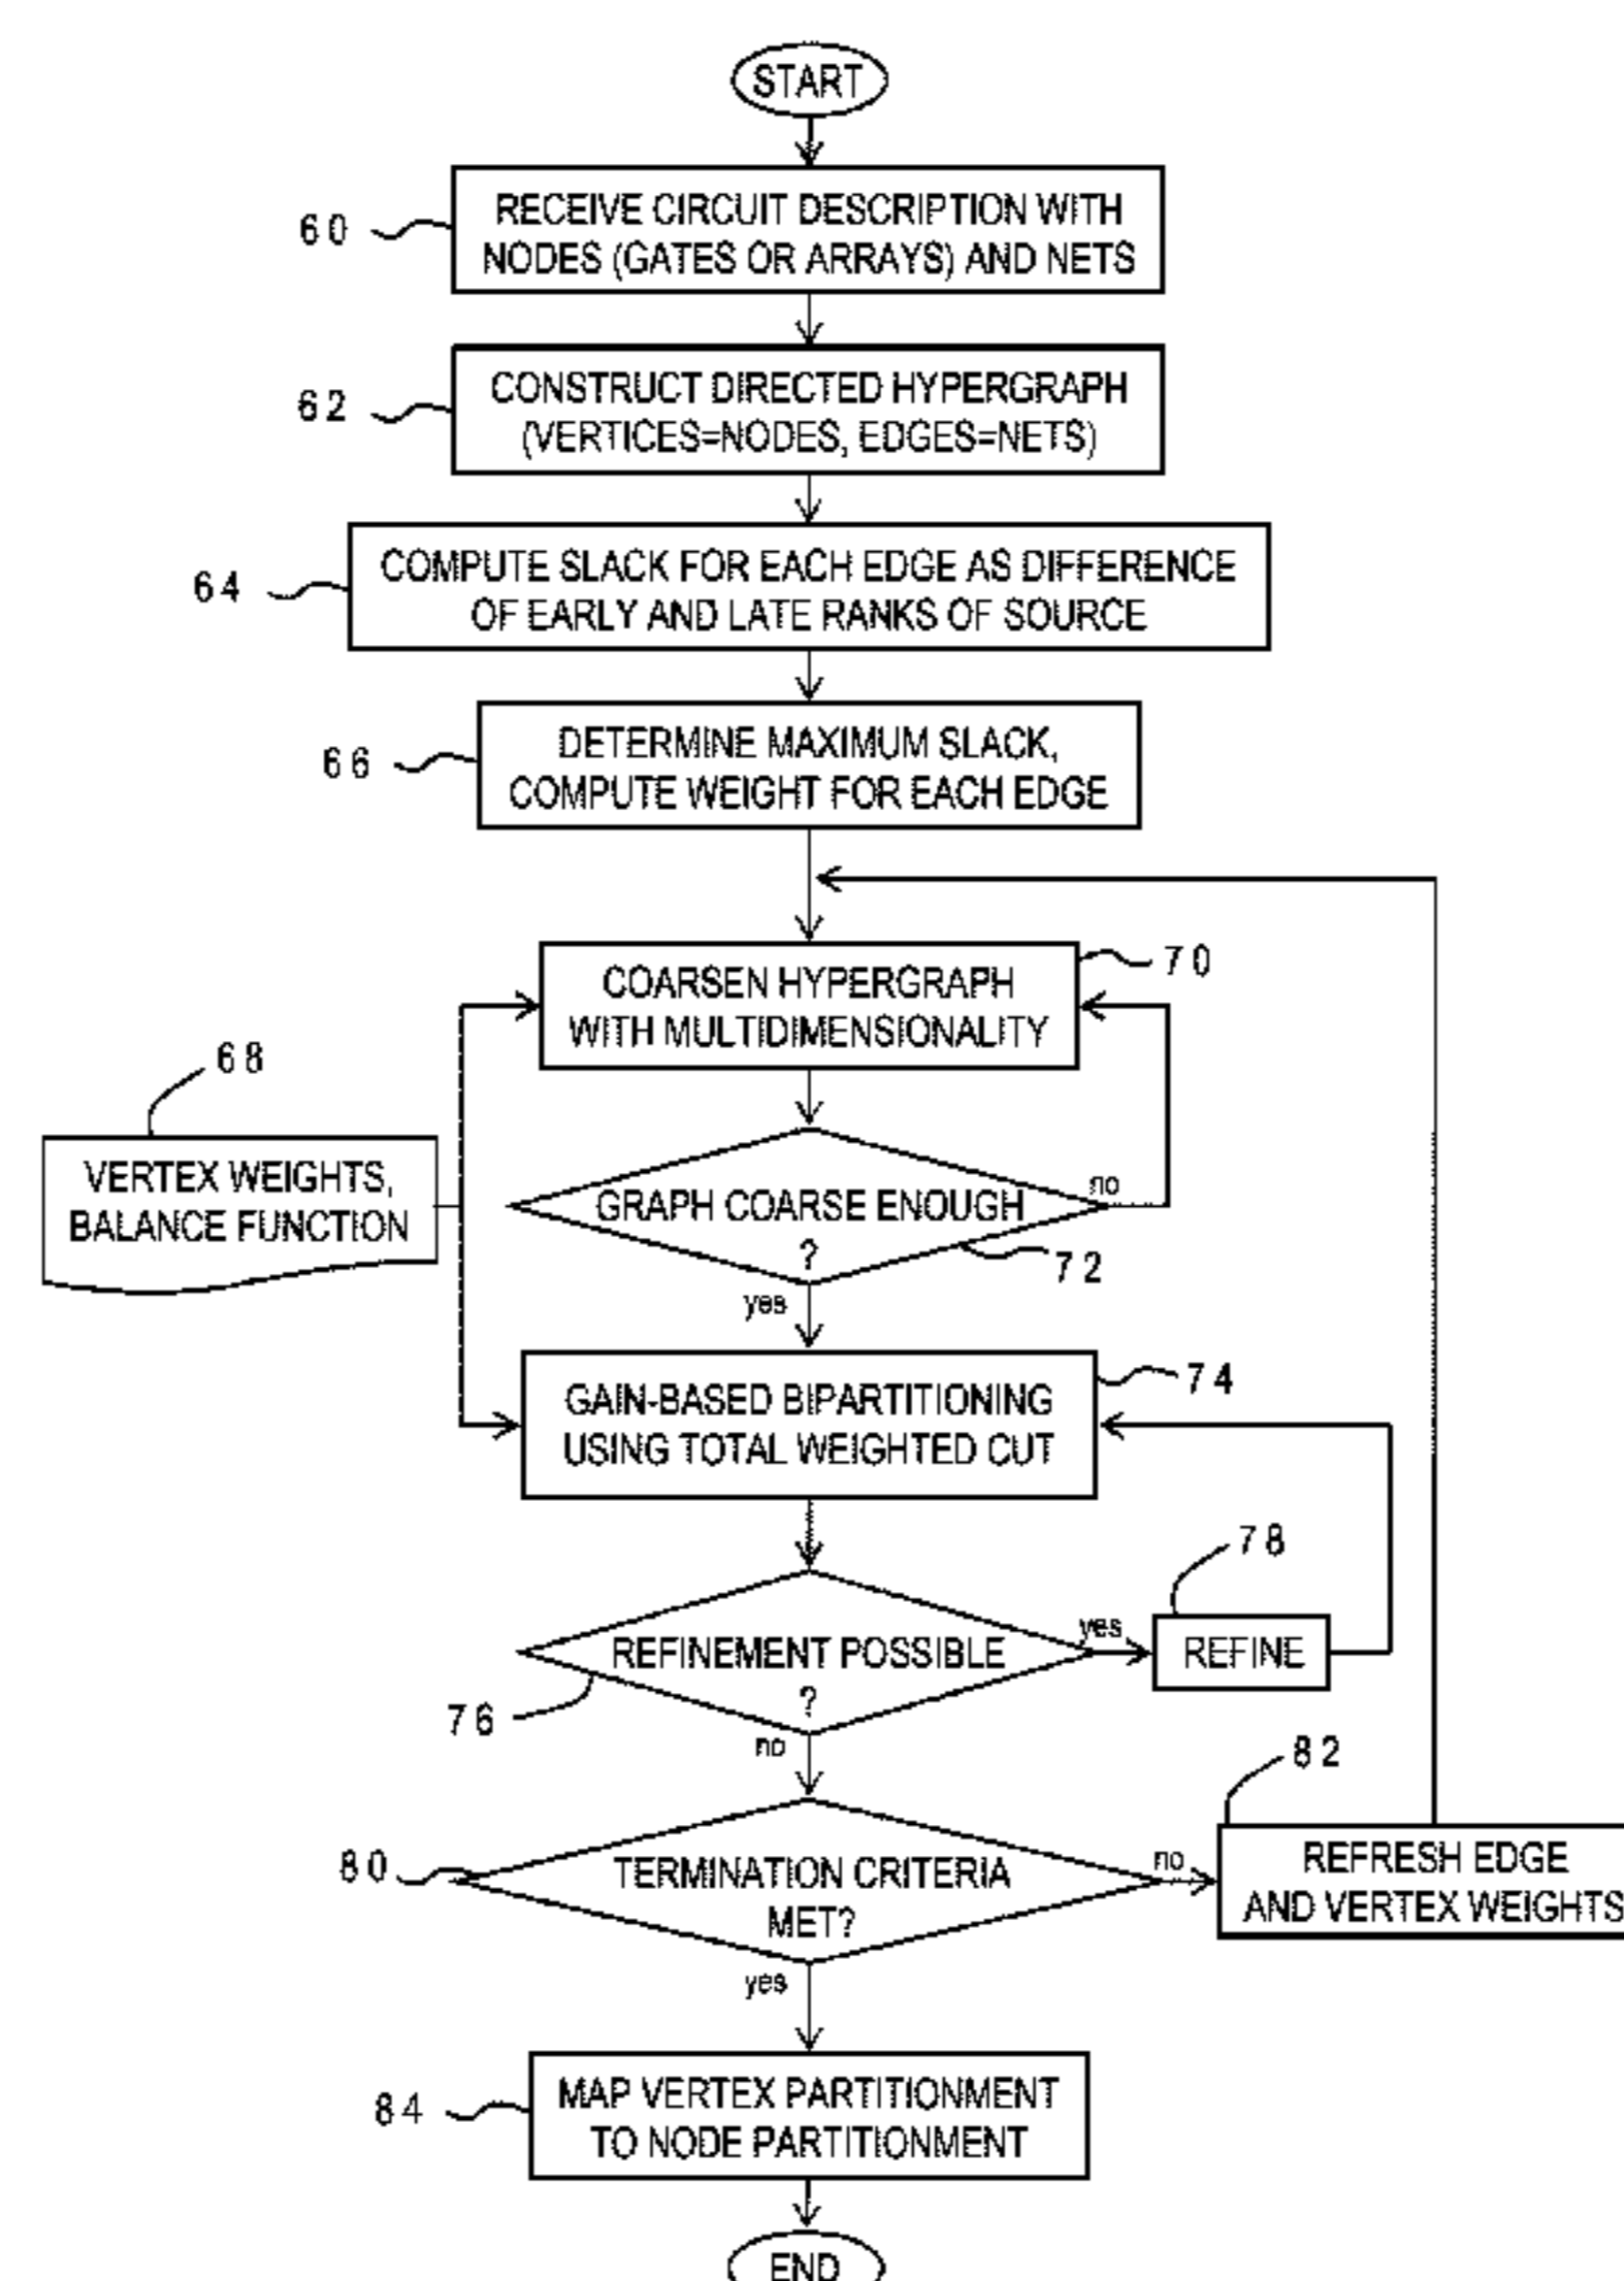 START
60
RECEIVE CIRCUIT DESCRIPTION WITH
NODES (GATES OR ARRAYS) AND NETS
62
CONSTRUCT DIRECTED HYPERGRAPH
(VERTICES=NODES, EDGES=NETS)
64
COMPUTE SLACK FOR EACH EDGE AS DIFFERENCE
OF EARLY AND LATE RANKS OF SOURCE
66
DETERMINE MAXIMUM SLACK,
COMPUTE WEIGHT FOR EACH EDGE
70
COARSEN HYPERGRAPH
WITH MULTIDIMENSIONALITY
68
VERTEX WEIGHTS,
BALANCE FUNCTION
GRAPH COARSE ENOUGH
?
no
72
yes
74
GAIN-BASED BIPARTITIONING
USING TOTAL WEIGHTED CUT
78
REFINEMENT POSSIBLE
?
yes
REFINE
76
no
82
80
TERMINATION CRITERIA
MET?
no
REFRESH EDGE
AND VERTEX WEIGHTS
yes
84
MAP VERTEX PARTITIONMENT
TO NODE PARTITIONMENT
END